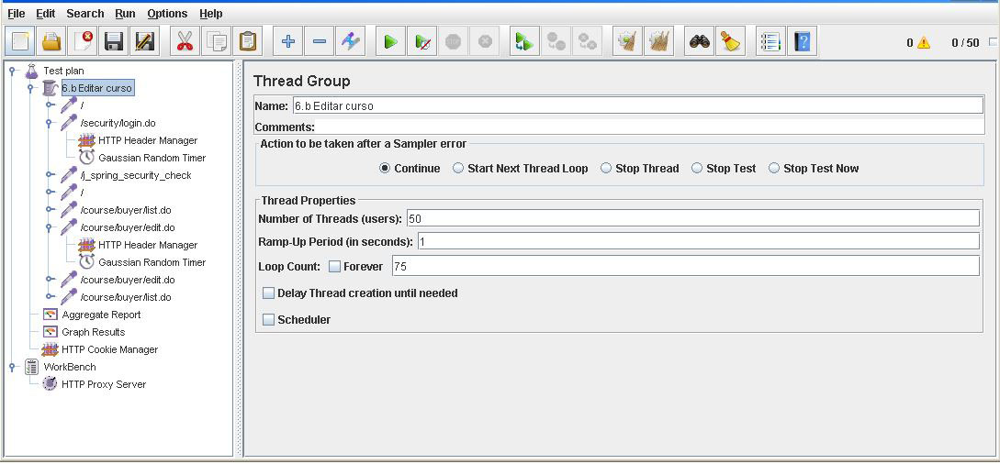 File Edit Search Run Options Help
0 0 / 50
Test plan
6.b Editar curso
/
/security/login.do
HTTP Header Manager
Gaussian Random Timer
/j_spring_security_check
/
/course/buyer/list.do
/course/buyer/edit.do
HTTP Header Manager
Gaussian Random Timer
/course/buyer/edit.do
/course/buyer/list.do
Aggregate Report
Graph Results
HTTP Cookie Manager
WorkBench
HTTP Proxy Server
Thread Group
Name: 6.b Editar curso
Comments:
Action to be taken after a Sampler error
Continue Start Next Thread Loop Stop Thread Stop Test Stop Test Now
Thread Properties
Number of Threads (users): 50
Ramp-Up Period (in seconds): 1
Loop Count: Forever 75
Delay Thread creation until needed
Scheduler